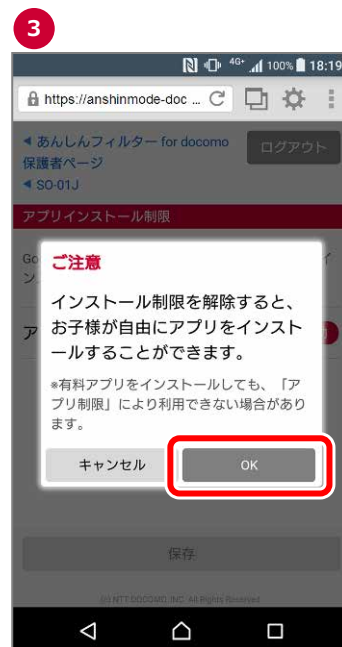 3
4G+ 100% 18:19
https://anshinmode-doc ...
あんしんフィルター for docomo
保護者ページ
SO-01J
ログアウト
アプリインストール制限
Go
ン
ア
ご注意
インストール制限を解除すると、
お子様が自由にアプリをインスト
ールすることができます。
*有料アプリをインストールしても、「ア
プリ制限」により利用できない場合があり
ます。
キャンセル
OK
保存
(c) NTT DOCOMO, INC. All Rights Reserved